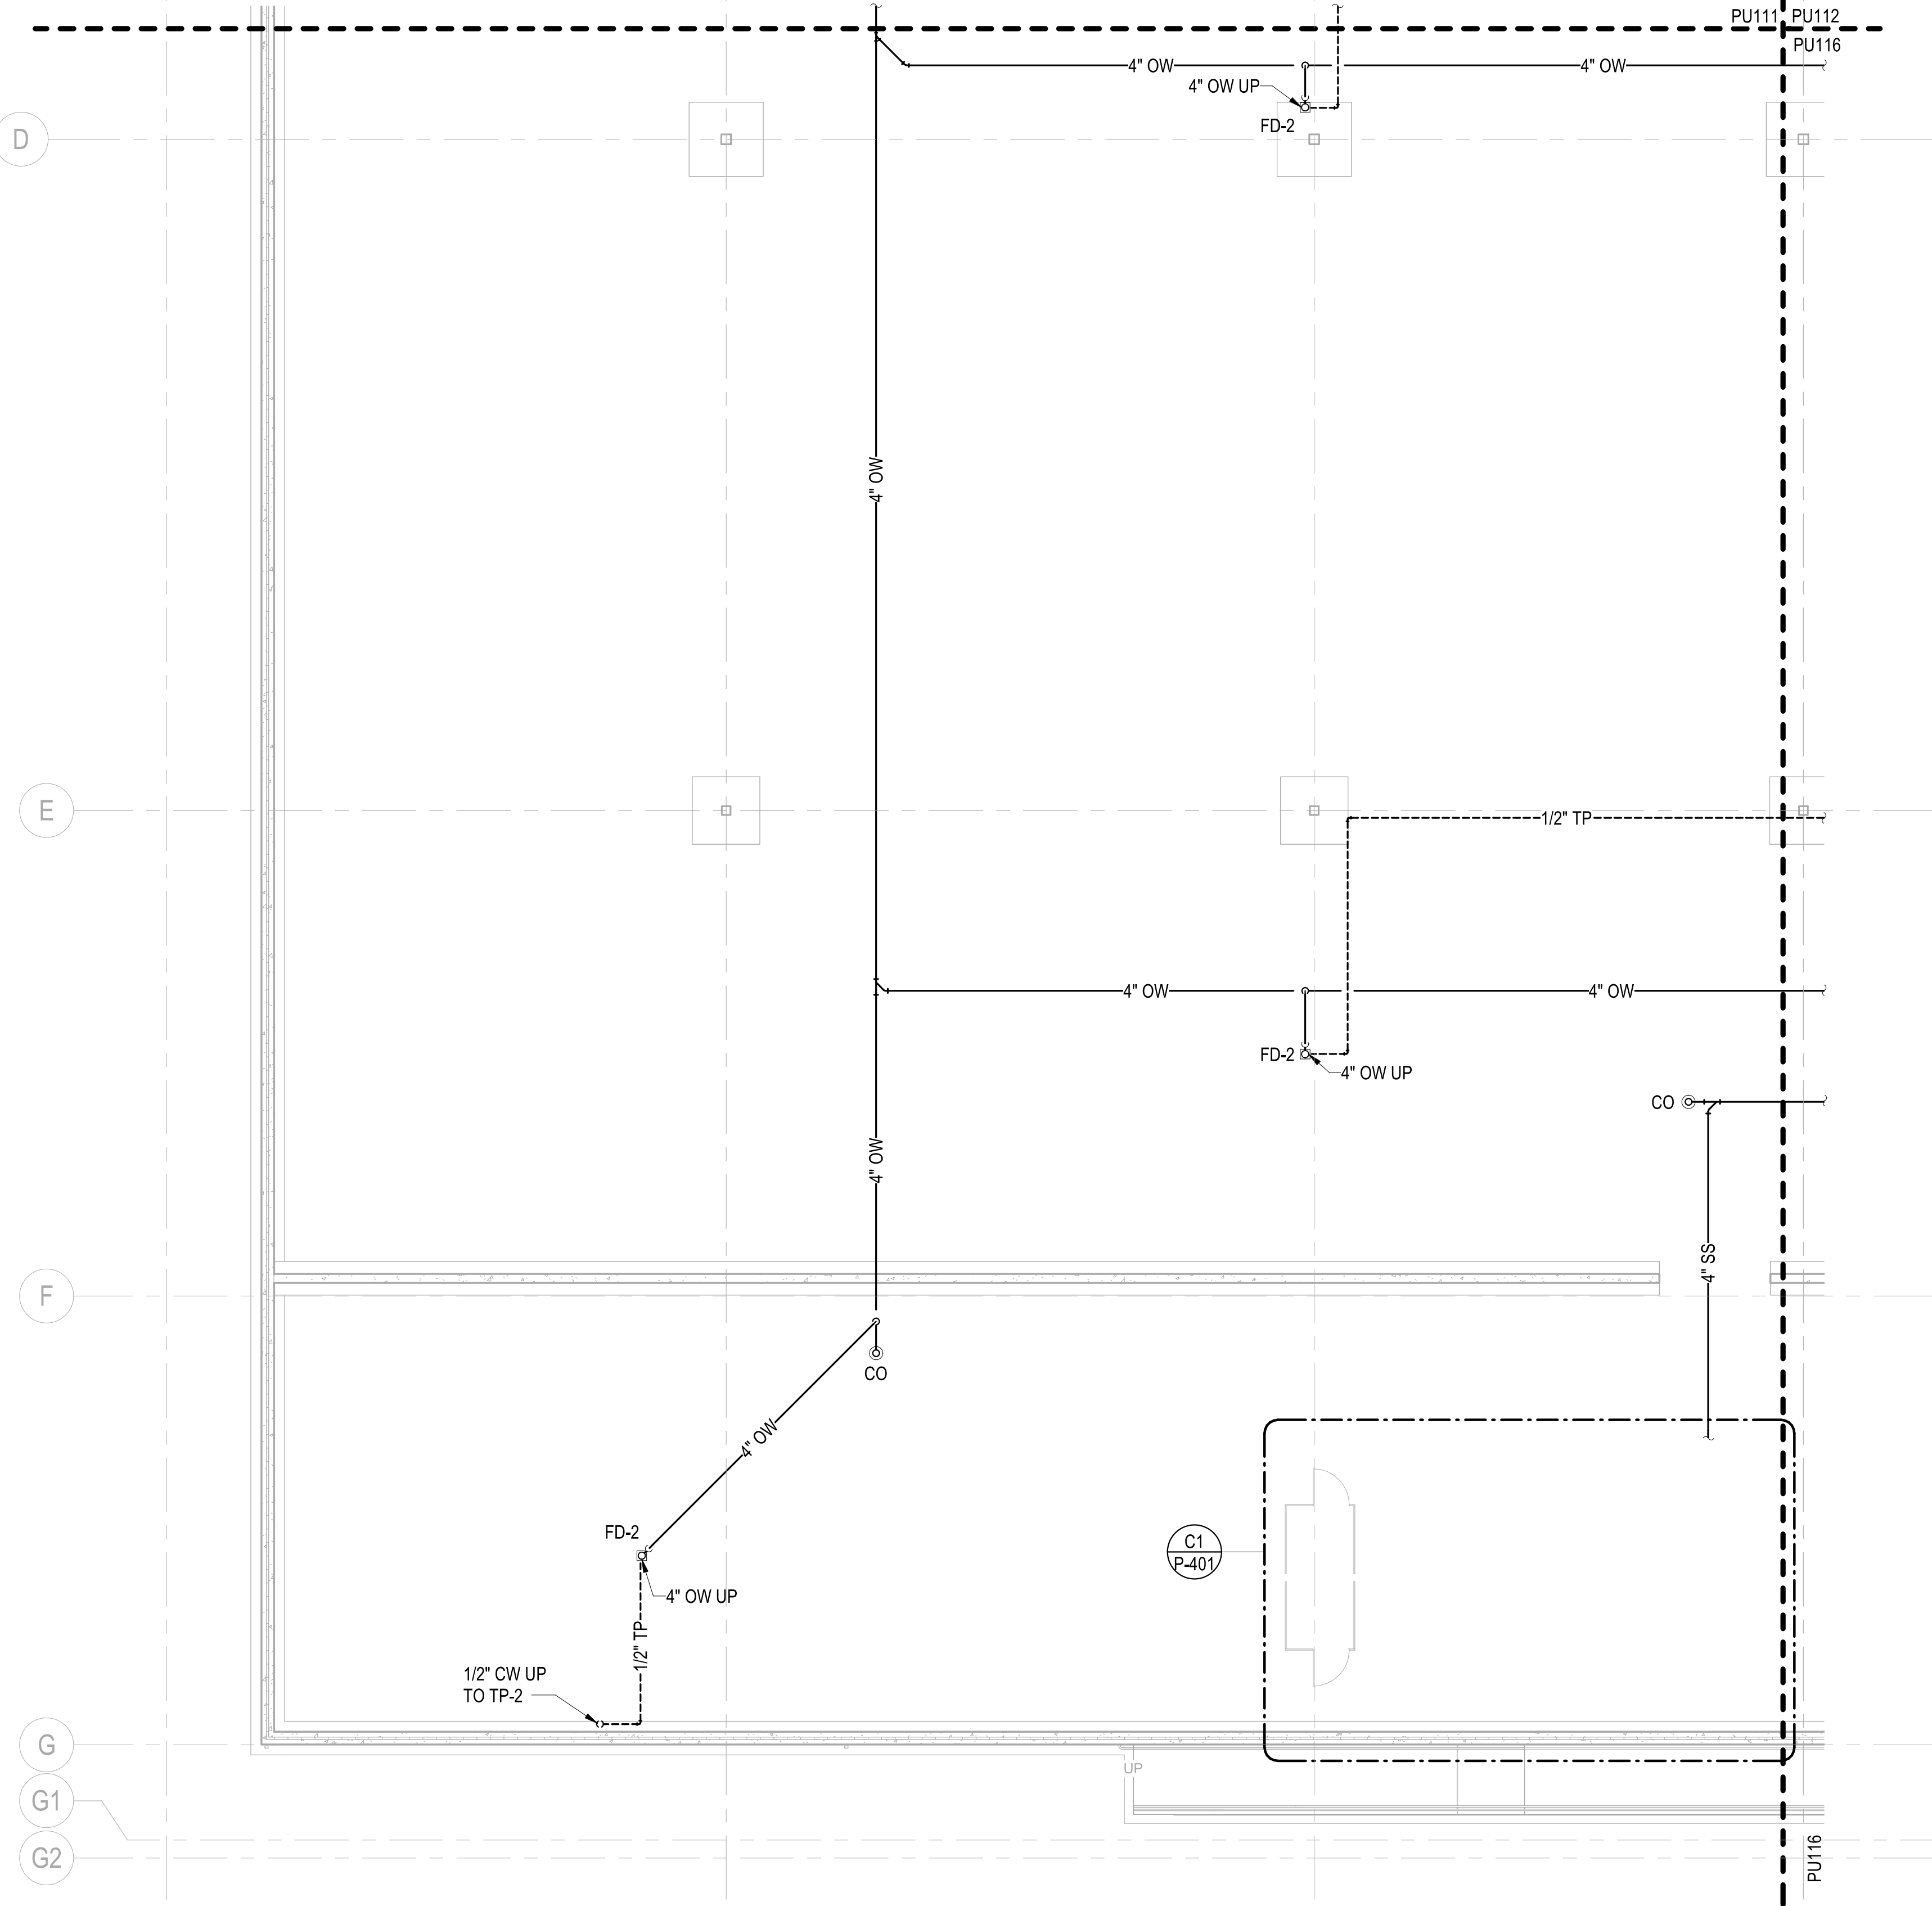 PU111
PU112
PU116
4" OW
4" OW
4" OW UP
FD-2
D
4" OW
E
1/2" TP
4" OW
4" OW
FD-2
4" OW UP
CO
4" OW
4" SS
F
CO
4" OW
FD-2
C1
P-401
4" OW UP
1/2" TP
1/2" CW UP
TO TP-2
G
UP
G1
G2
PU116